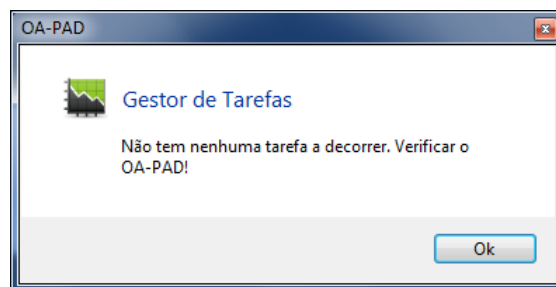 OA-PAD
Gestor de Tarefas
Não tem nenhuma tarefa a decorrer. Verificar o
OA-PAD!
Ok